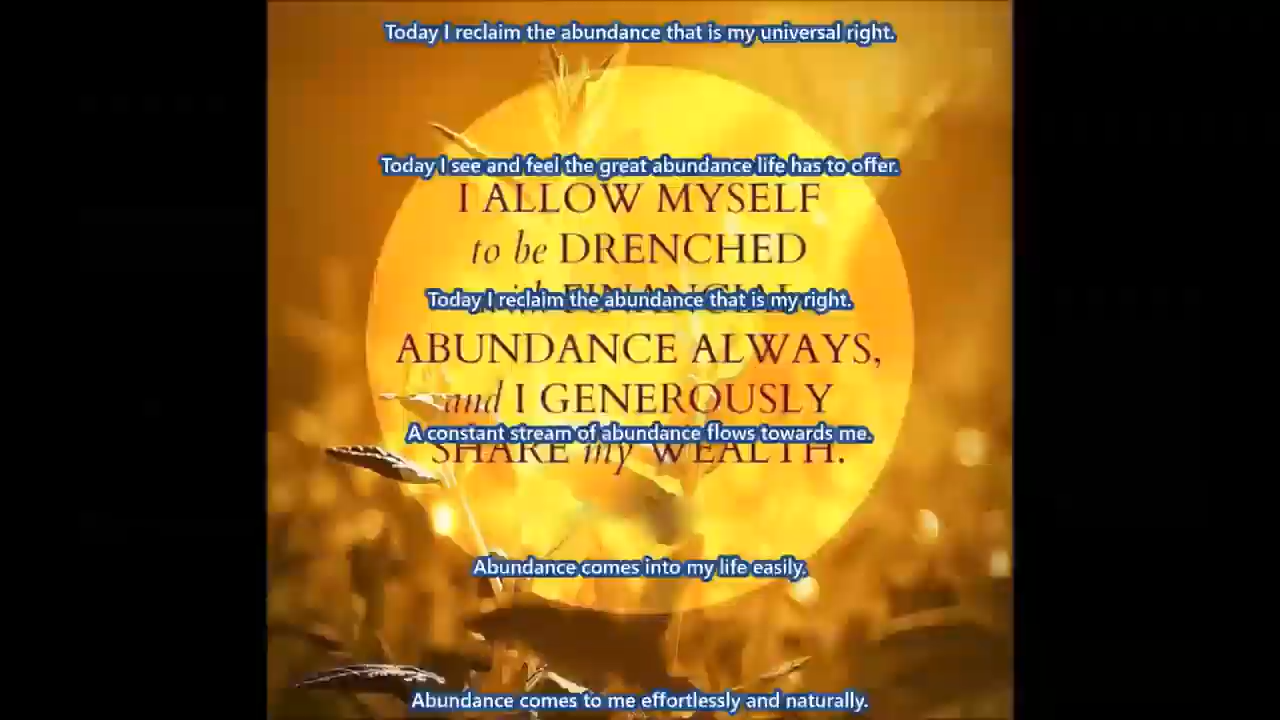 Today I reclaim the abundance that is my universal right.
Today I see and feel the great abundance life has to offer.
I ALLOW MYSELF
to be DRENCHED
with FINANCIAL
Today I reclaim the abundance that is my right.
ABUNDANCE ALWAYS,
and I GENEROUSLY
A constant stream of abundance flows towards me.
SHARE my WEALTH.
Abundance comes into my life easily.
Abundance comes to me effortlessly and naturally.